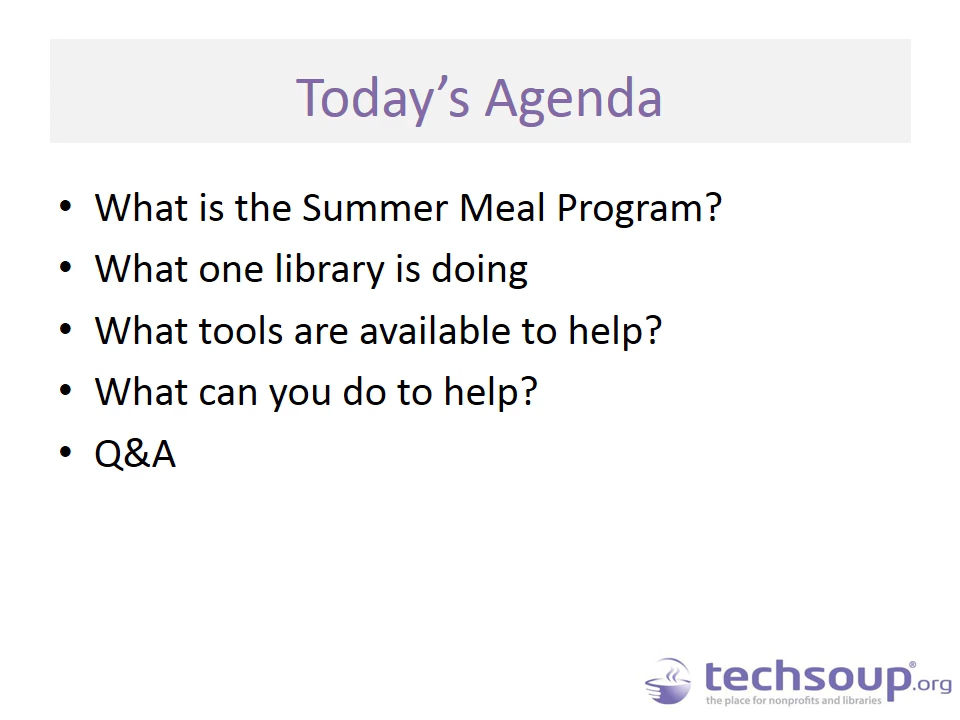 Today’s Agenda
• What is the Summer Meal Program?
• What one library is doing
• What tools are available to help?
• What can you do to help?
• Q&A
techsoup®.org
the place for nonprofits and libraries